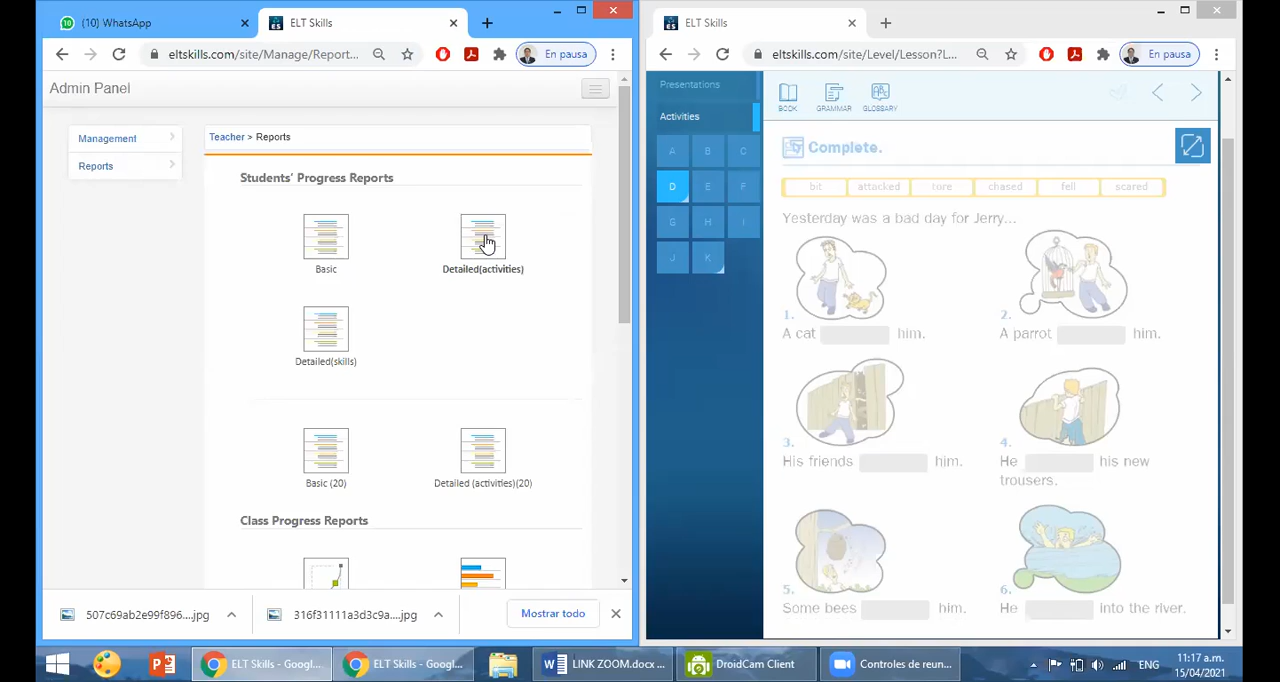 (10) WhatsApp
ELT Skills
eltskills.com/site/Manage/Report...
En pausa
Admin Panel
Management
Reports
Teacher > Reports
Students' Progress Reports
Basic
Detailed(activities)
Detailed(skills)
Basic (20)
Detailed (activities)(20)
Class Progress Reports
507c69ab2e99f896....jpg
316f31111a3d3c9a....jpg
Mostrar todo
ELT Skills
eltskills.com/site/Level/Lesson?L...
En pausa
Presentations
Activities
A B C
D E F
G H I
J K
BOOK
GRAMMAR
GLOSSARY
Complete.
bit attacked tore chased fell scared
Yesterday was a bad day for Jerry...
1.
A cat him.
2.
A parrot him.
3.
His friends him.
4.
He his new
trousers.
5.
Some bees him.
6.
He into the river.
ELT Skills - Googl...
ELT Skills - Googl...
LINK ZOOM.docx ...
DroidCam Client
Controles de reun...
ENG
11:17 a.m.
15/04/2021